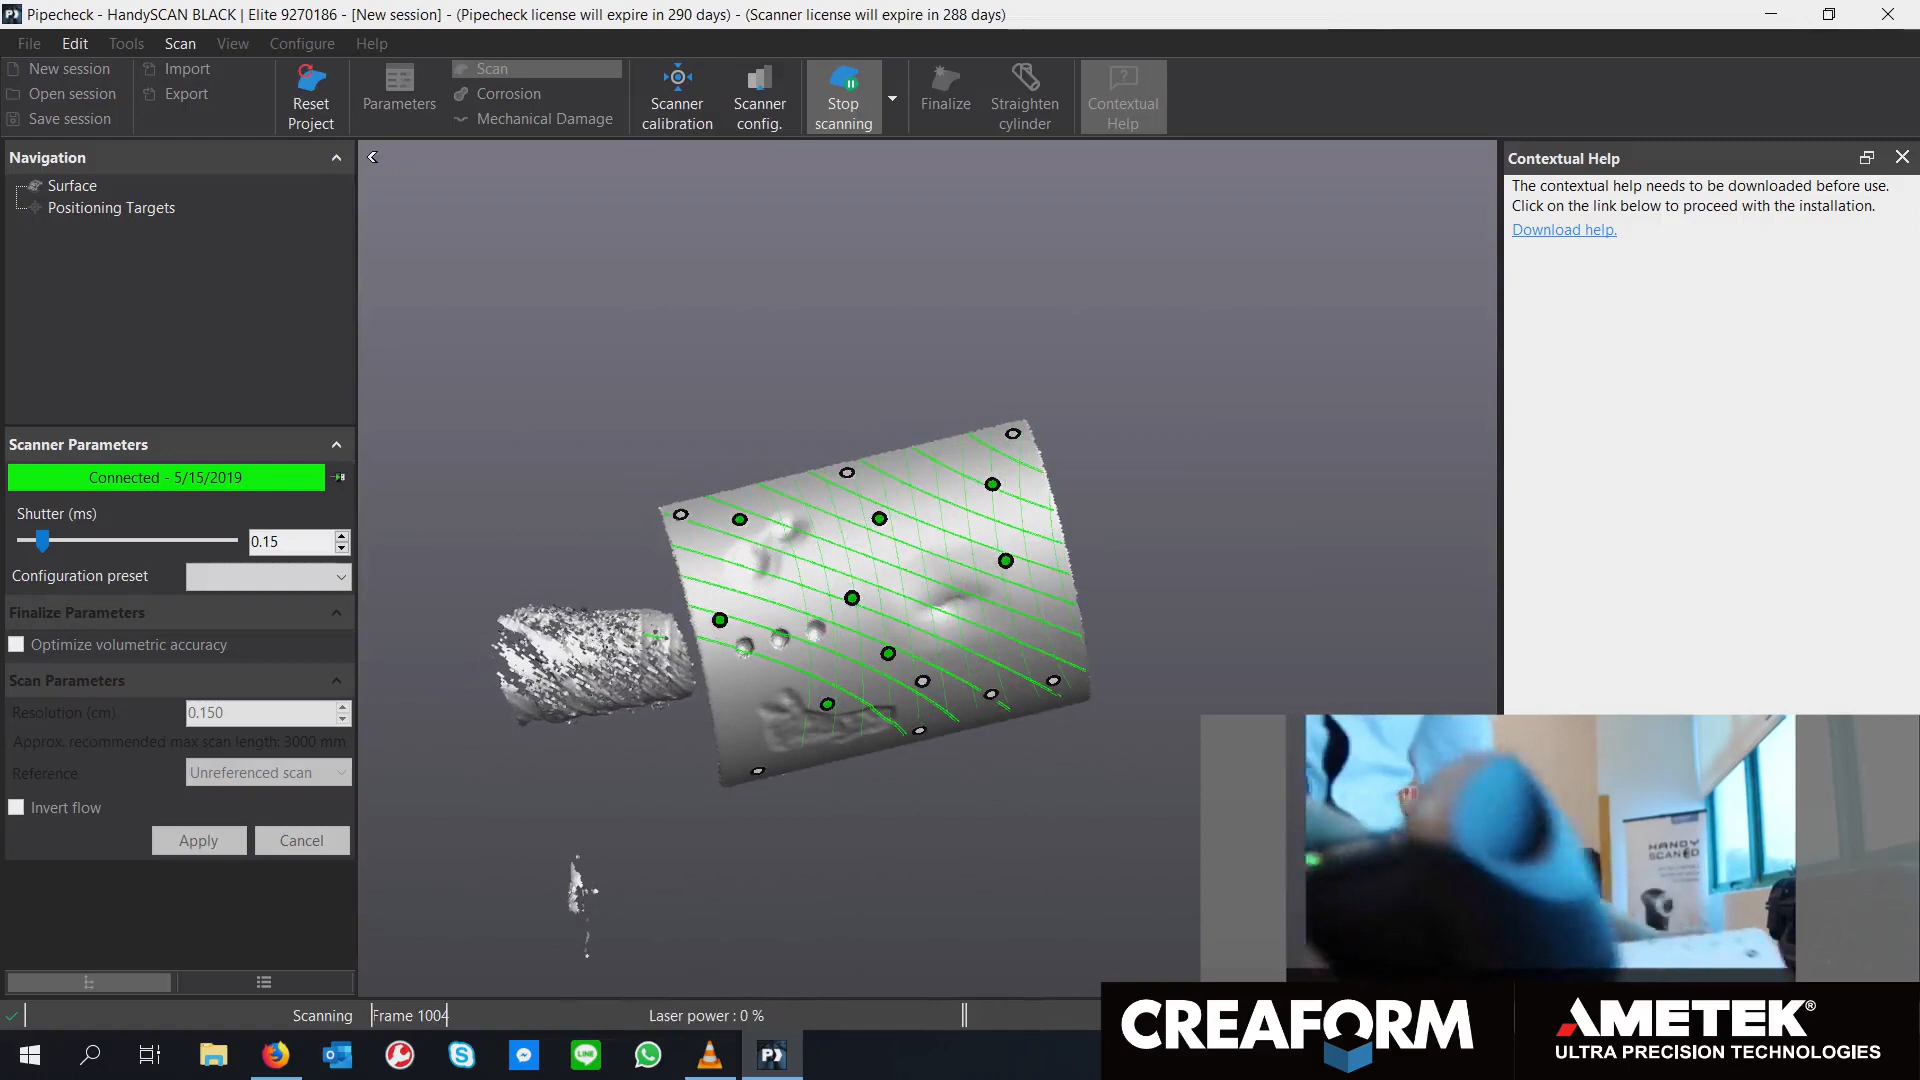 Pipecheck - HandySCAN BLACK | Elite 9270186 - [New session] - (Pipecheck license will expire in 290 days) - (Scanner license will expire in 288 days)
File Edit Tools Scan View Configure Help
New session
Open session
Save session
Import
Export
Reset
Project
Parameters
Scan
Corrosion
Mechanical Damage
Scanner
calibration
Scanner
config.
Stop
scanning
Finalize
Straighten
cylinder
Contextual
Help
Navigation
Surface
Positioning Targets
Scanner Parameters
Connected - 5/15/2019
Shutter (ms)
0.15
Configuration preset
Finalize Parameters
Optimize volumetric accuracy
Scan Parameters
Resolution (cm) 0.150
Approx. recommended max scan length: 3000 mm
Reference Unreferenced scan
Invert flow
Apply Cancel
Contextual Help
The contextual help needs to be downloaded before use.
Click on the link below to proceed with the installation.
Download help.
HANDY
SCAN3D
Scanning Frame 1004 Laser power : 0 %
CREAFORM
AMETEK®
ULTRA PRECISION TECHNOLOGIES